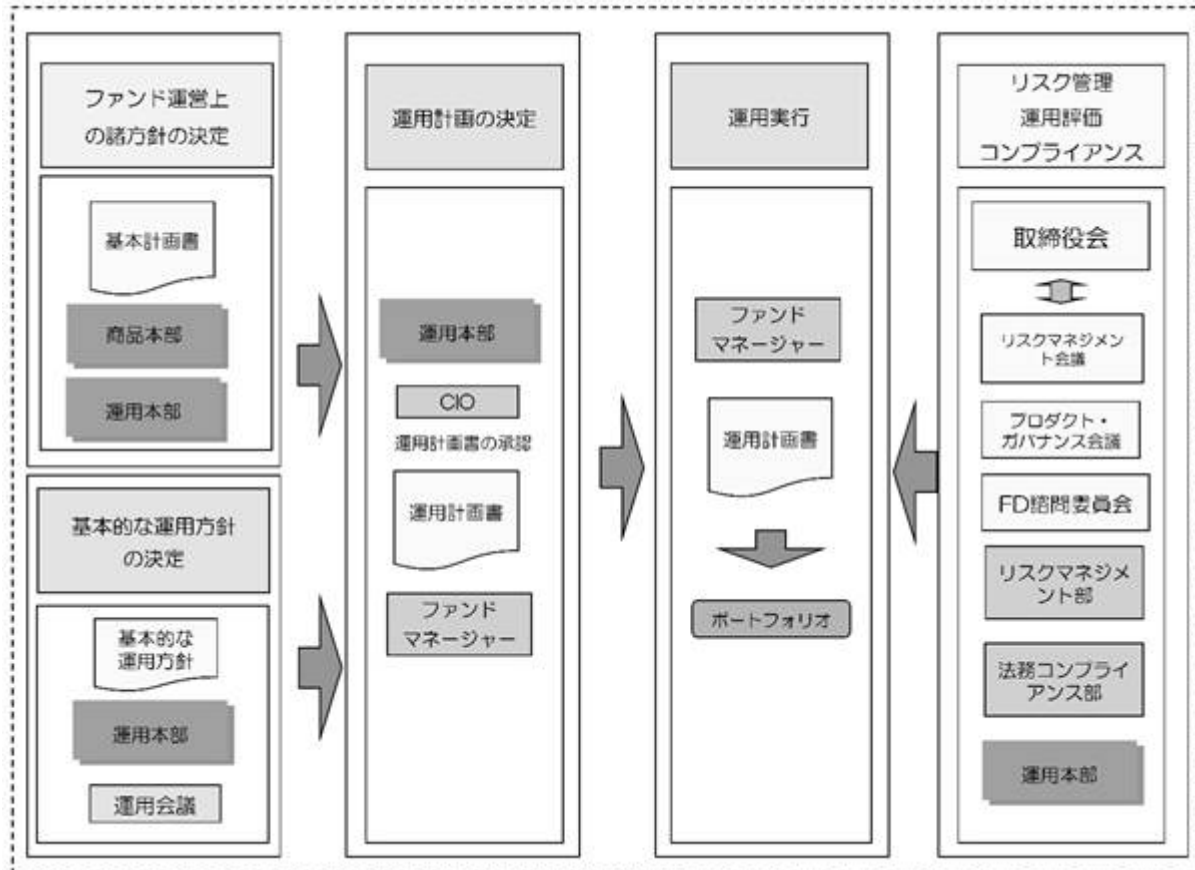 ファンド運営上
の諸方針の決定
基本計画書
商品本部
運用本部
基本的な運用方針
の決定
基本的な
運用方針
運用本部
運用会議
運用計画の決定
運用本部
CIO
運用計画書の承認
運用計画書
ファンド
マネージャー
運用実行
ファンド
マネージャー
運用計画書
ポートフォリオ
リスク管理
運用評価
コンプライアンス
取締役会
リスクマネジメン
ト会議
プロダクト・
ガバナンス会議
FD諮問委員会
リスクマネジメ
ント部
法務コンプライ
アンス部
運用本部